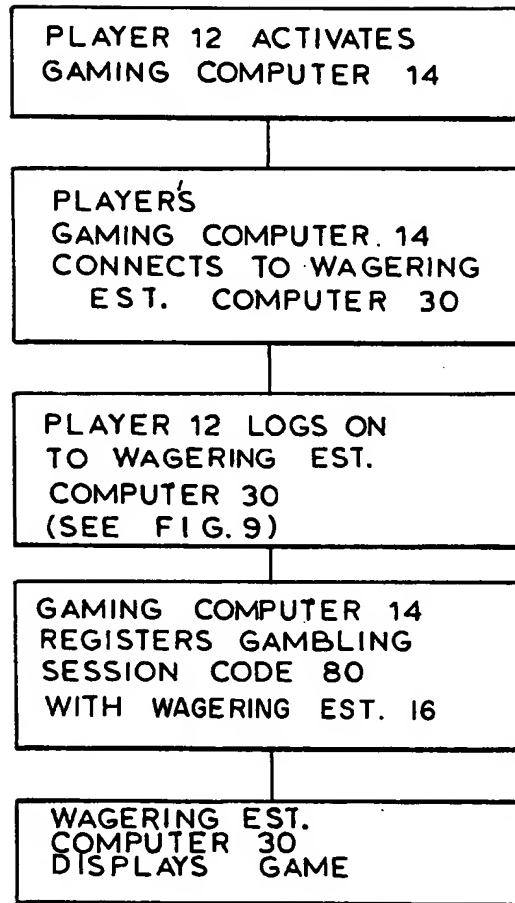 PLAYER 12 ACTIVATES
GAMING COMPUTER 14
PLAYER'S
GAMING COMPUTER. 14
CONNECTS TO WAGERING
EST. COMPUTER 30
PLAYER 12 LOGS ON
TO WAGERING EST.
COMPUTER 30
(SEE FIG. 9)
GAMING COMPUTER 14
REGISTERS GAMBLING
SESSION CODE 80
WITH WAGERING EST. 16
WAGERING EST.
COMPUTER 30
DISPLAYS GAME